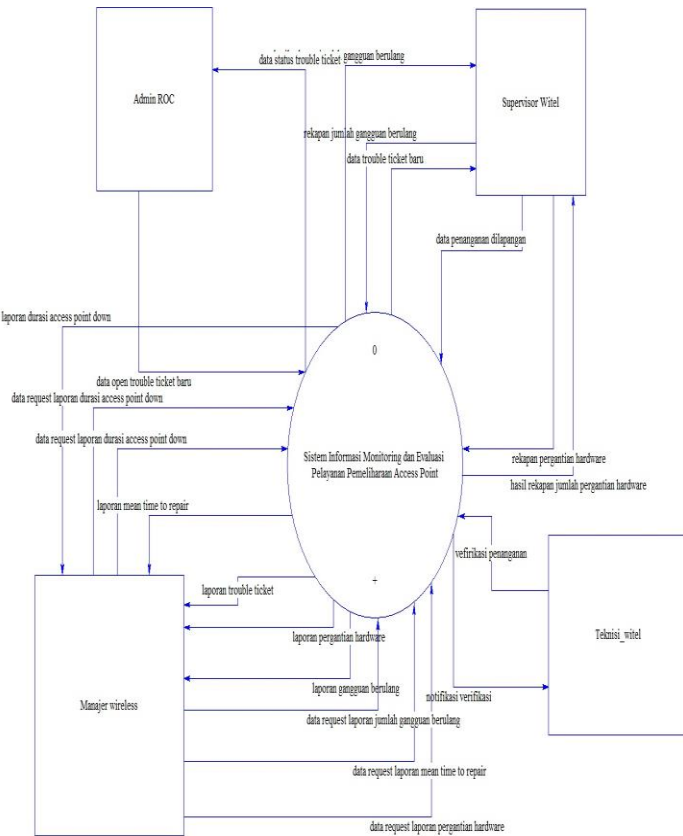 data status trouble ticket
gangguan berulang
Admin ROC
Supervisor Witel
rekapan jumlah gangguan berulang
data trouble ticket baru
data penanganan dilapangan
laporan durasi access point down
0
data open trouble ticket baru
data request laporan durasi access point down
data request laporan durasi access point down
Sistem Informasi Monitoring dan Evaluasi
Pelayanan Pemeliharaan Access Point
rekapan pergantian hardware
hasil rekapan jumlah pergantian hardware
laporan mean time to repair
vefirikasi penanganan
+
laporan trouble ticket
laporan pergantian hardware
Teknisi_witel
laporan gangguan berulang
notifikasi verifikasi
Manajer wireless
data request laporan jumlah gangguan berulang
data request laporan mean time to repair
data request laporan pergantian hardware